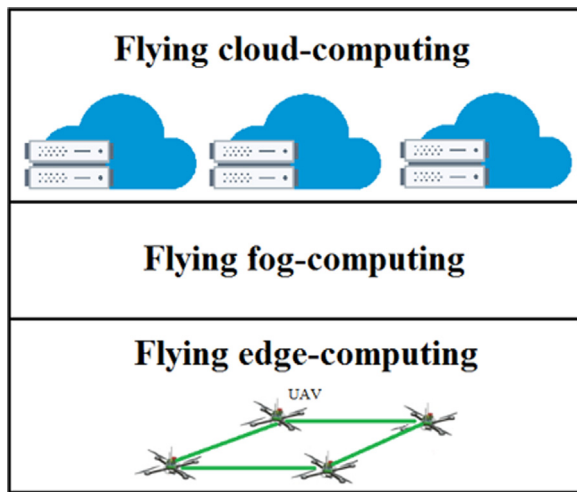 Flying cloud-computing
Flying fog-computing
Flying edge-computing
UAV